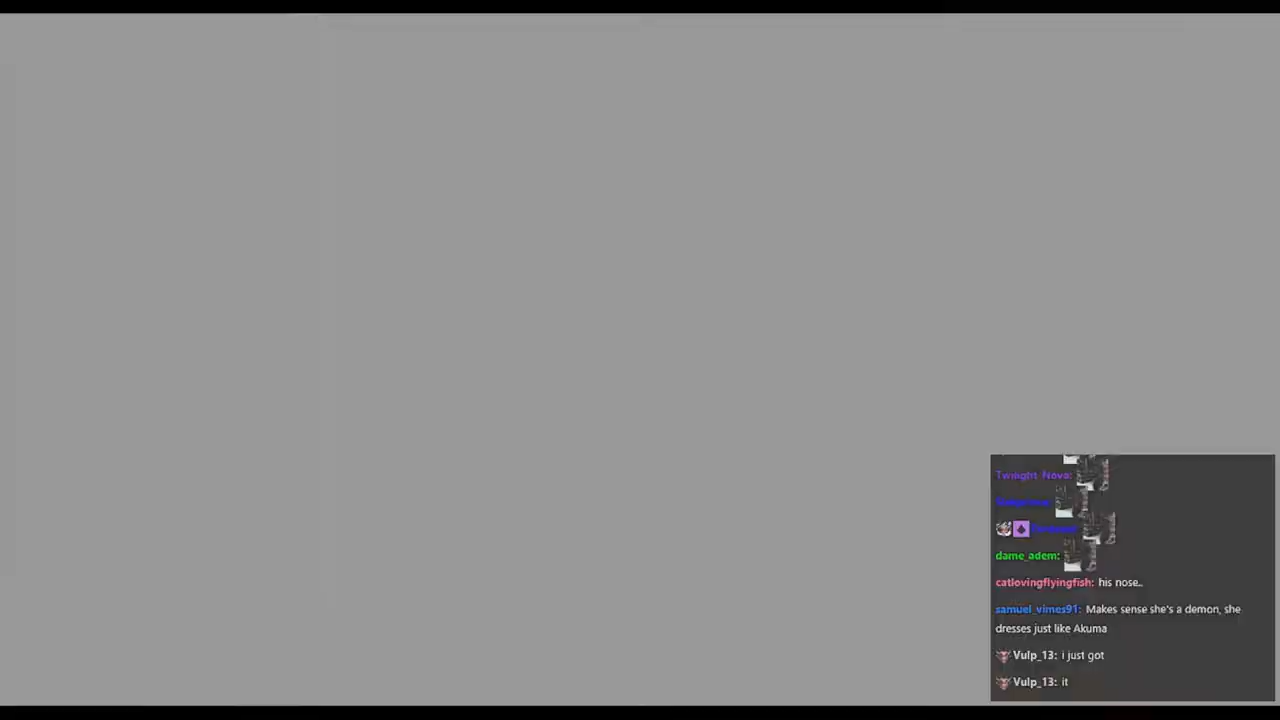 Twilight_Nova:
dame_adem:
catlovingflyingfish: his nose..
samuel_vimes91: Makes sense she's a demon, she
dresses just like Akuma
Vulp_13: i just got
Vulp_13: it